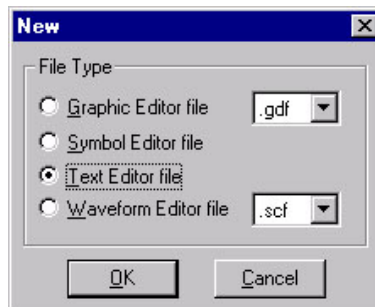 New
File Type
Graphic Editor file .gdf
Symbol Editor file
Text Editor file
Waveform Editor file .scf
OK Cancel